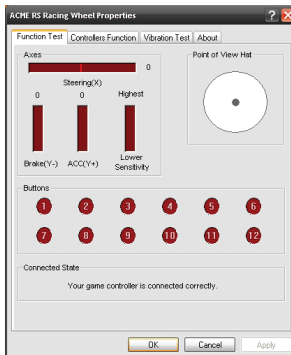 ACME RS Racing Wheel Properties
Function Test Controllers Function Vibration Test About
Axes
0
Steering(X)
0 0 Highest
Brake(Y-) ACC(Y+) Lower
Sensitivity
Point of View Hat
Buttons
1 2 3 4 5 6
7 8 9 10 11 12
Connected State
Your game controller is connected correctly.
OK Cancel Apply